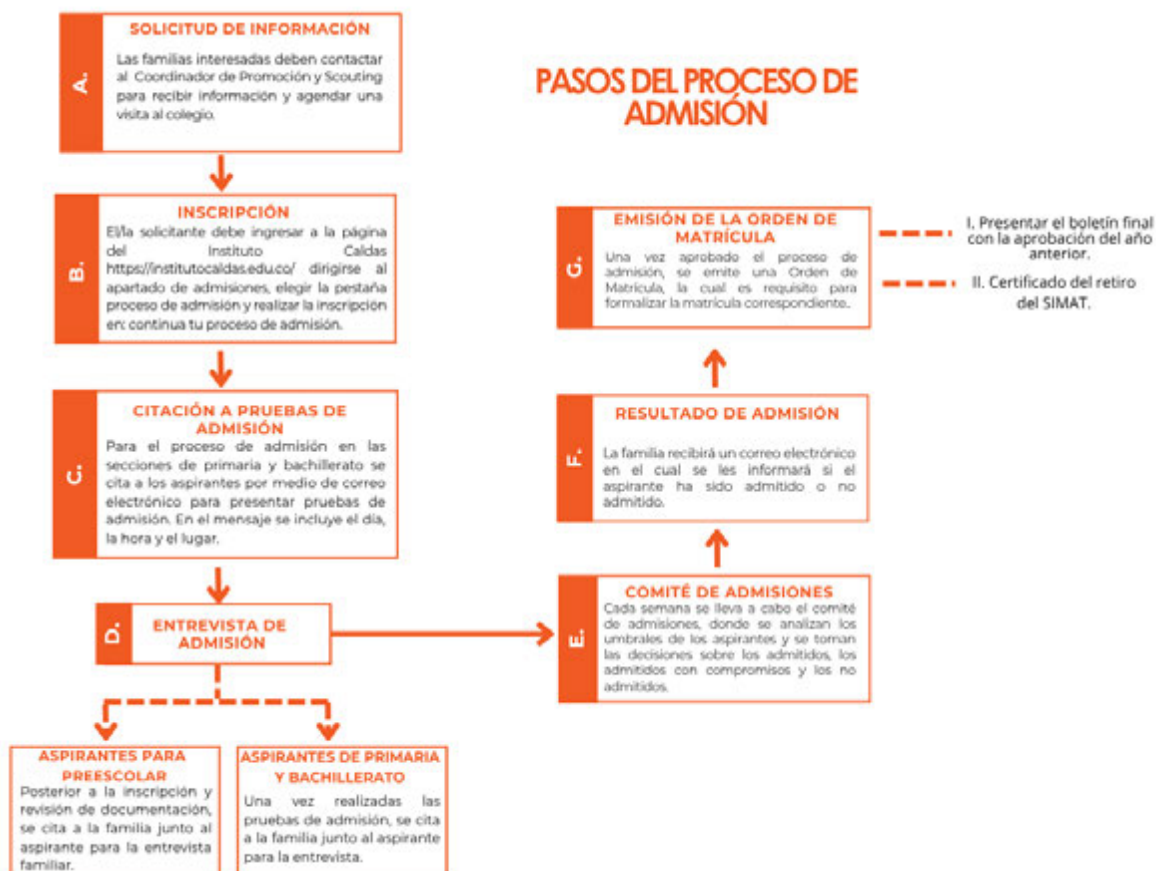 PASOS DEL PROCESO DE
ADMISIÓN
A.
SOLICITUD DE INFORMACIÓN
Las familias interesadas deben contactar
al Coordinador de Promoción y Scouting
para recibir información y agendar una
visita al colegio.
B.
INSCRIPCIÓN
El/la solicitante debe ingresar a la página
del Instituto Caldas
https://institutocaldas.edu.co/ dirigirse al
apartado de admisiones, elegir la pestaña
proceso de admisión y realizar la inscripción
en: continua tu proceso de admisión.
C.
CITACIÓN A PRUEBAS DE
ADMISIÓN
Para el proceso de admisión en las
secciones de primaria y bachillerato se
cita a los aspirantes por medio de correo
electrónico para presentar pruebas de
admisión. En el mensaje se incluye el día,
la hora y el lugar.
D.
ENTREVISTA DE
ADMISIÓN
ASPIRANTES PARA
PREESCOLAR
Posterior a la inscripción y
revisión de documentación,
se cita a la familia junto al
aspirante para la entrevista
familiar.
ASPIRANTES DE PRIMARIA
Y BACHILLERATO
Una vez realizadas las
pruebas de admisión, se cita
a la familia junto al aspirante
para la entrevista.
E.
COMITÉ DE ADMISIONES
Cada semana se lleva a cabo el comité
de admisiones, donde se analizan los
umbrales de los aspirantes y se toman
las decisiones sobre los admitidos, los
admitidos con compromisos y los no
admitidos.
F.
RESULTADO DE ADMISIÓN
La familia recibirá un correo electrónico
en el cual se les informará si el
aspirante ha sido admitido o no
admitido.
G.
EMISIÓN DE LA ORDEN DE
MATRÍCULA
Una vez aprobado el proceso de
admisión, se emite una Orden de
Matrícula, la cual es requisito para
formalizar la matrícula correspondiente..
I. Presentar el boletín final
con la aprobación del año
anterior.
II. Certificado del retiro
del SIMAT.